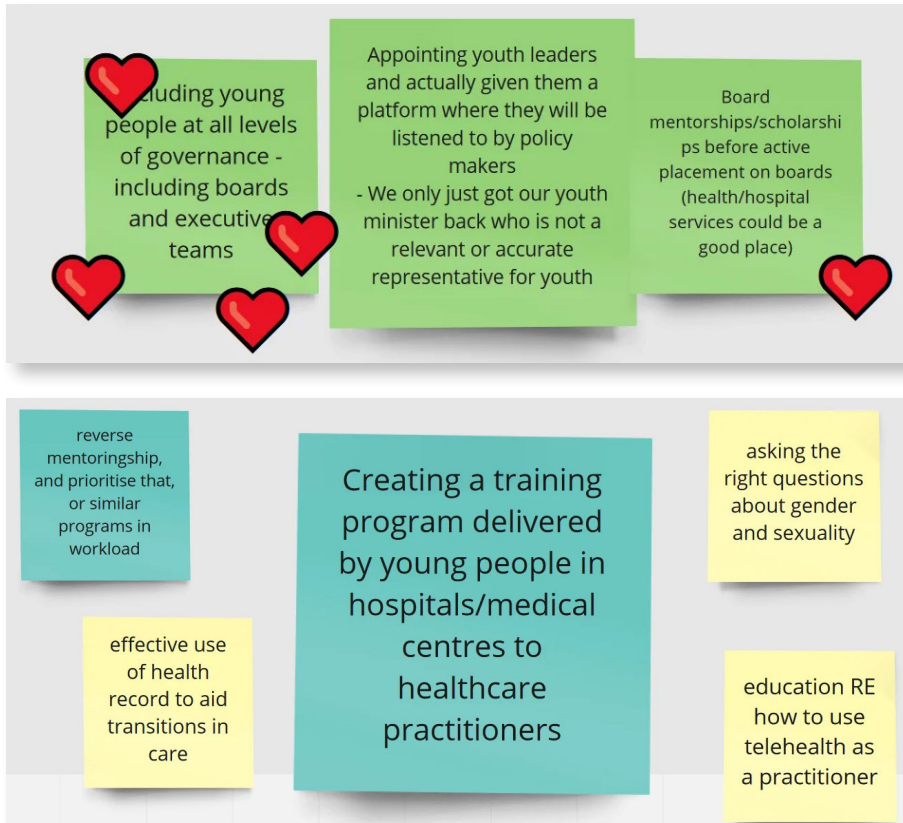 cluding young
people at all levels
of governance -
including boards
and executive
teams
Appointing youth leaders
and actually given them a
platform where they will be
listened to by policy
makers
- We only just got our youth
minister back who is not a
relevant or accurate
representative for youth
Board
mentorships/scholarshi
ps before active
placement on boards
(health/hospital
services could be a
good place)
reverse
mentoringship,
and prioritise that,
or similar
programs in
workload
Creating a training
program delivered
by young people in
hospitals/medical
centres to
healthcare
practitioners
asking the
right questions
about gender
and sexuality
effective use
of health
record to aid
transitions in
care
education RE
how to use
telehealth as
a practitioner